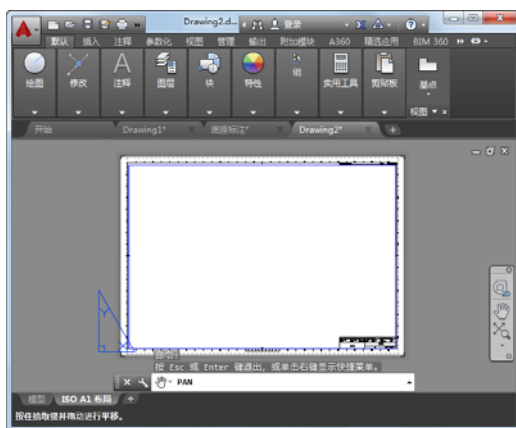 Drawing2.d... 登录
默认 插入 注释 参数化 视图 管理 输出 附加模块 A360 精选应用 BIM 360
绘图 修改 注释 图层 块 特性 组 实用工具 剪贴板 基点
视图
开始 Drawing1* 底座标注* Drawing2*
命令:
按 Esc 或 Enter 键退出，或单击右键显示快捷菜单。
PAN
模型 ISO A1 布局 +
按住拾取键并拖动进行平移。